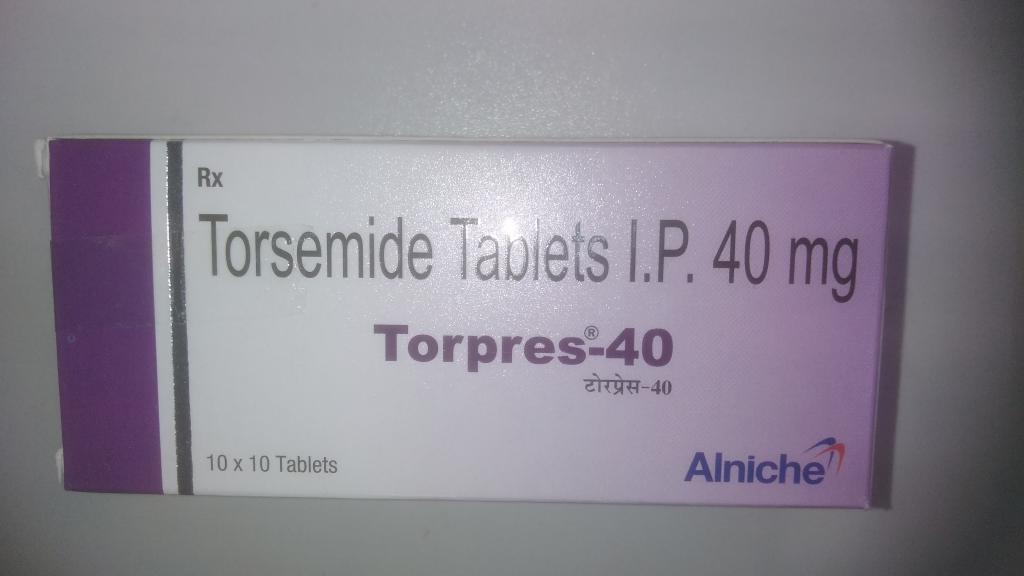 Rx
Torsemide Tablets I.P. 40 mg
Torpres®-40
टोरप्रेस-40
10 x 10 Tablets
Alniche